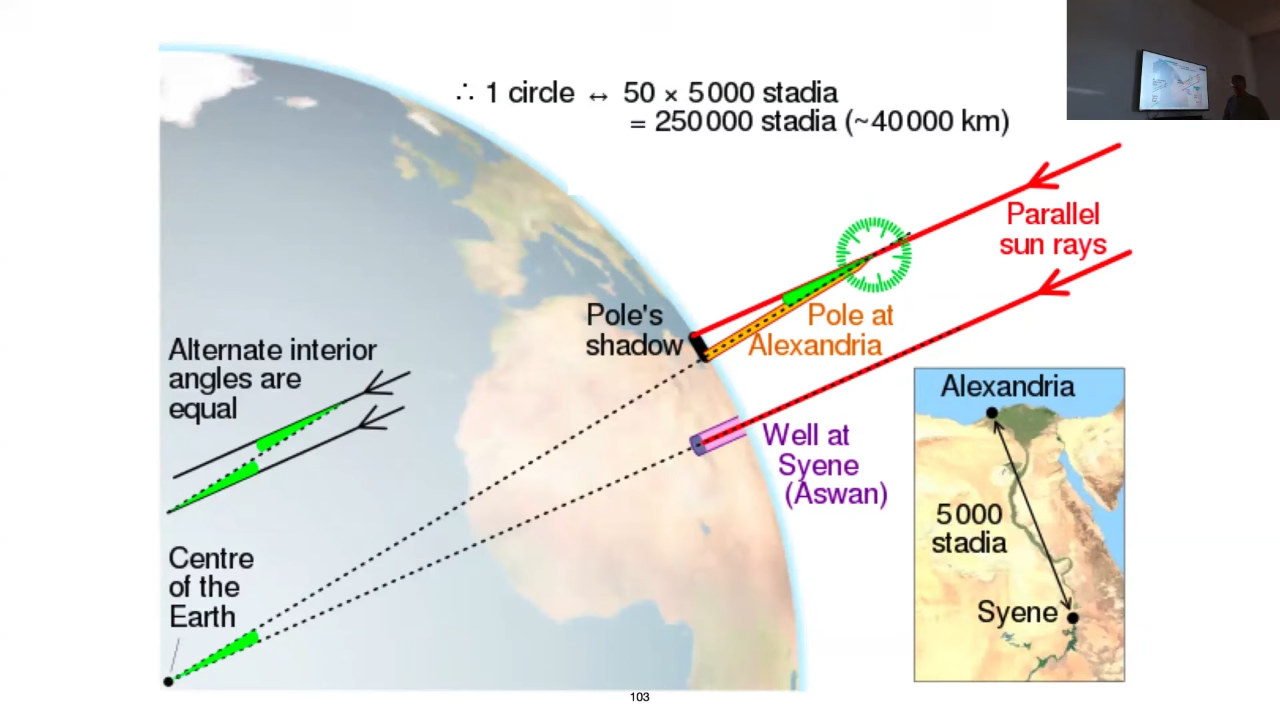 ∴ 1 circle ↔ 50 × 5000 stadia
= 250000 stadia (~40000 km)
Parallel
sun rays
Pole's
shadow
Pole at
Alexandria
Alternate interior
angles are
equal
Well at
Syene
(Aswan)
Alexandria
5000
stadia
Syene
Centre
of the
Earth
103